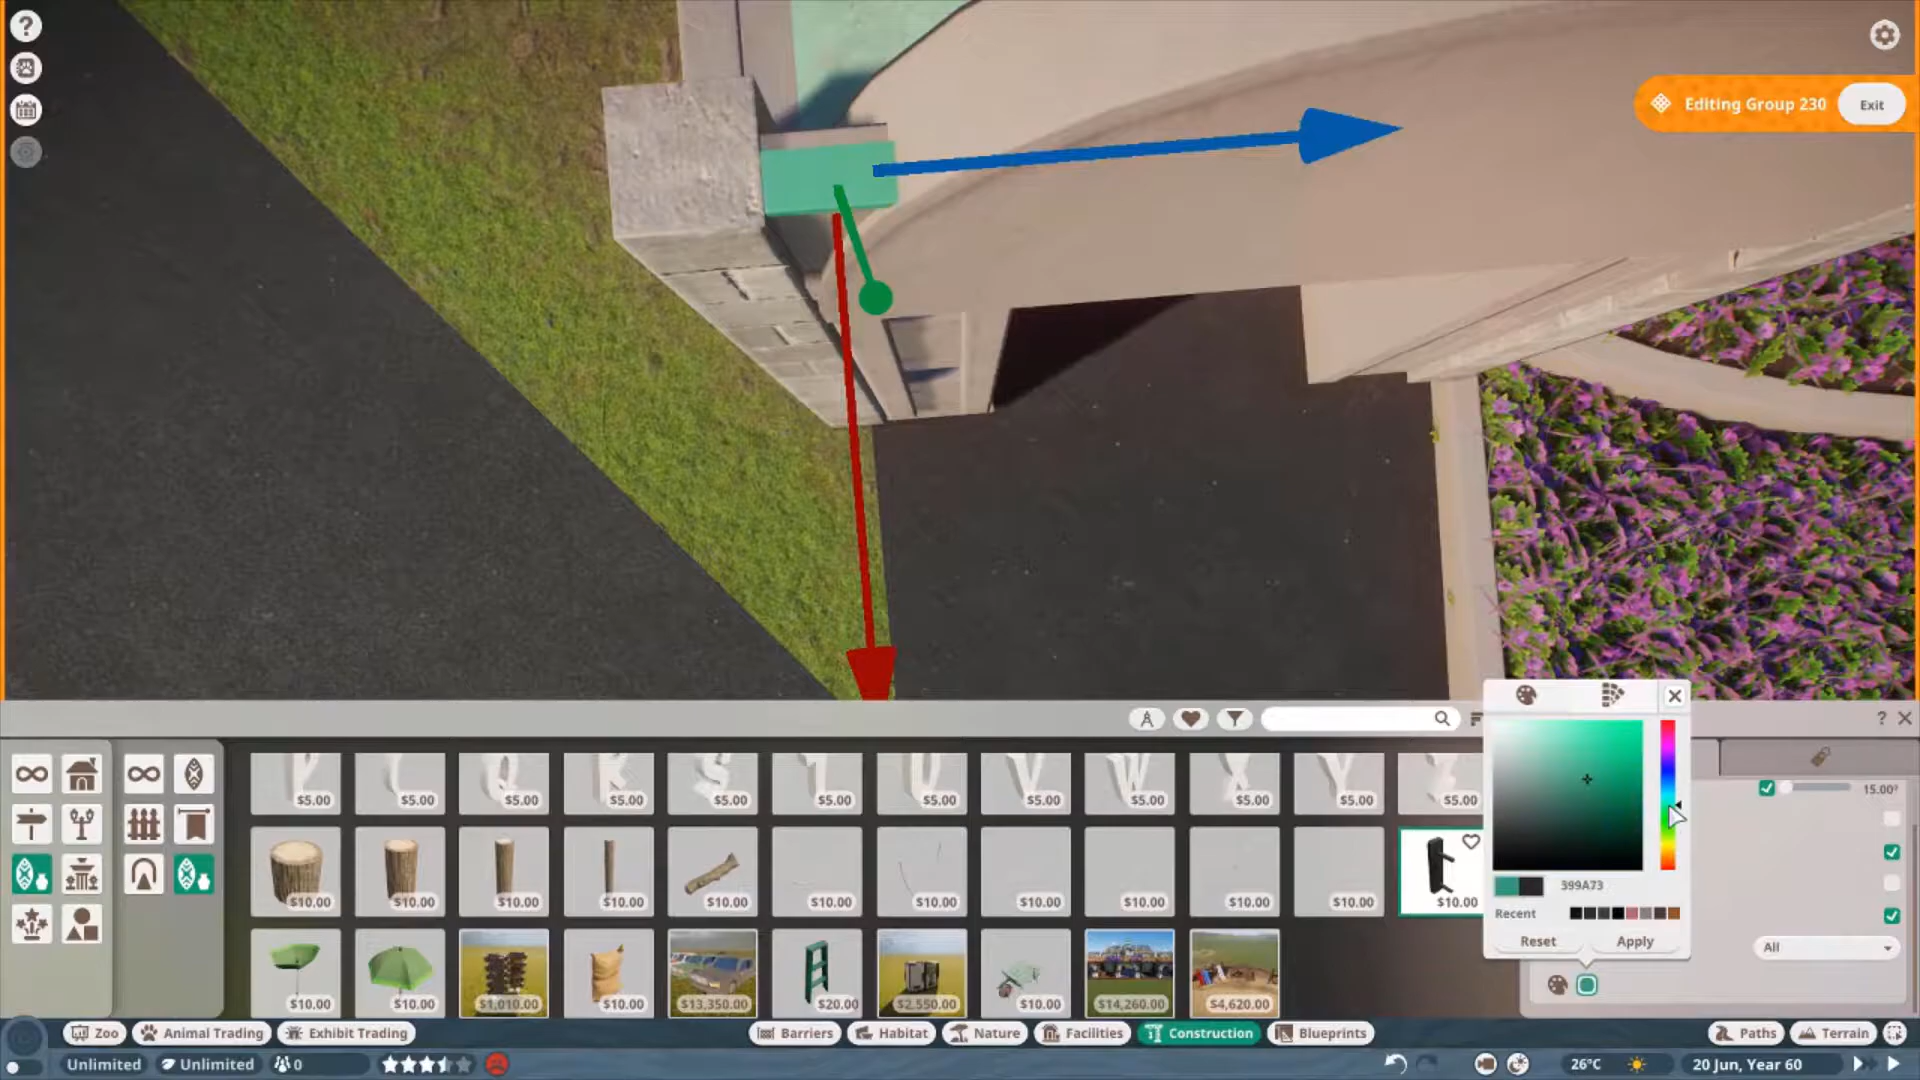 ?
Editing Group 230
Exit
?
P
Q
R
S
T
U
V
W
X
Y
Z
$5.00
$5.00
$5.00
$5.00
$5.00
$5.00
$5.00
$5.00
$5.00
$5.00
$5.00
$5.00
15.00°
$10.00
$10.00
$10.00
$10.00
$10.00
$10.00
$10.00
$10.00
$10.00
$10.00
$10.00
$10.00
399A73
Recent
Reset
Apply
All
$10.00
$10.00
$1,010.00
$10.00
$13,350.00
$20.00
$2,550.00
$10.00
$14,260.00
$4,620.00
Zoo
Animal Trading
Exhibit Trading
Barriers
Habitat
Nature
Facilities
Construction
Blueprints
Paths
Terrain
Unlimited
Unlimited
0
26°C
20 Jun, Year 60